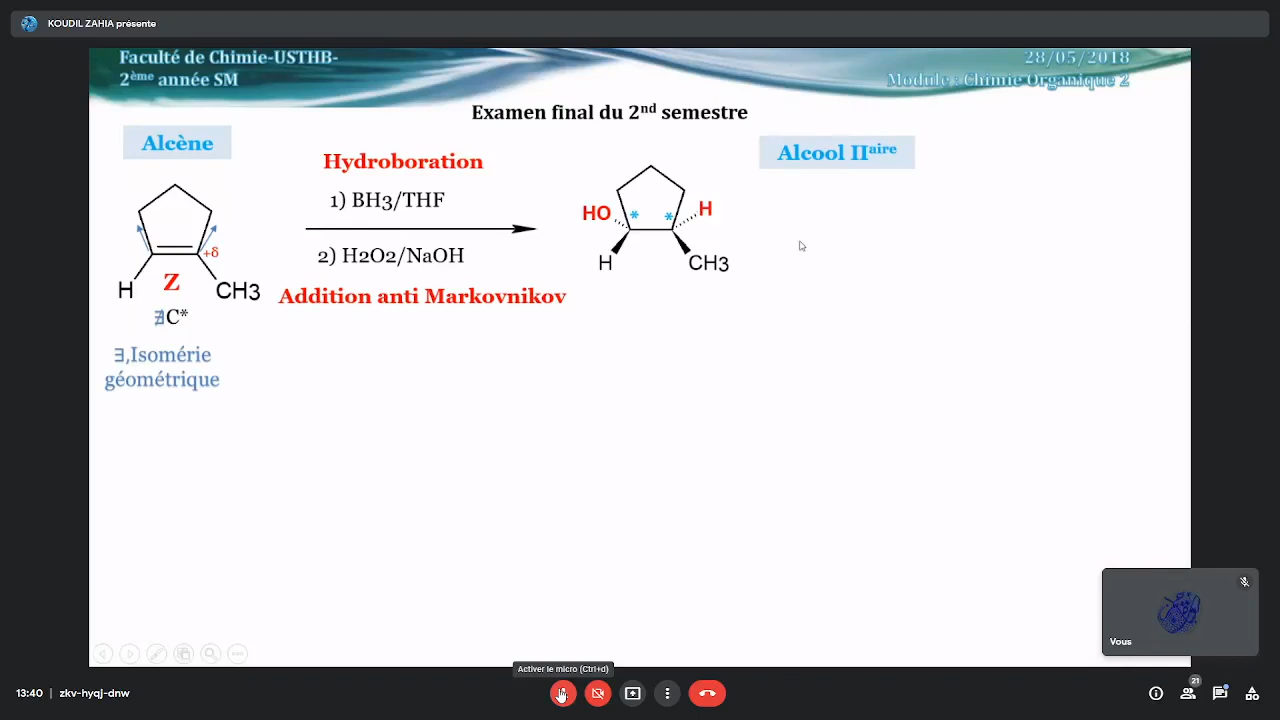 KOUDIL ZAHIA présente
Faculté de Chimie-USTHB-
2ème année SM
28/05/2018
Module : Chimie Organique 2
Examen final du 2nd semestre
Alcène
Hydroboration
Alcool IIaire
1) BH3/THF
2) H2O2/NaOH
Addition anti Markovnikov
+δ
H
Z
CH3
∄C*
∃,Isomérie
géométrique
HO
*
*
H
H
CH3
Vous
Activer le micro (Ctrl+d)
13:40 | zkv-hyqj-dnw
21